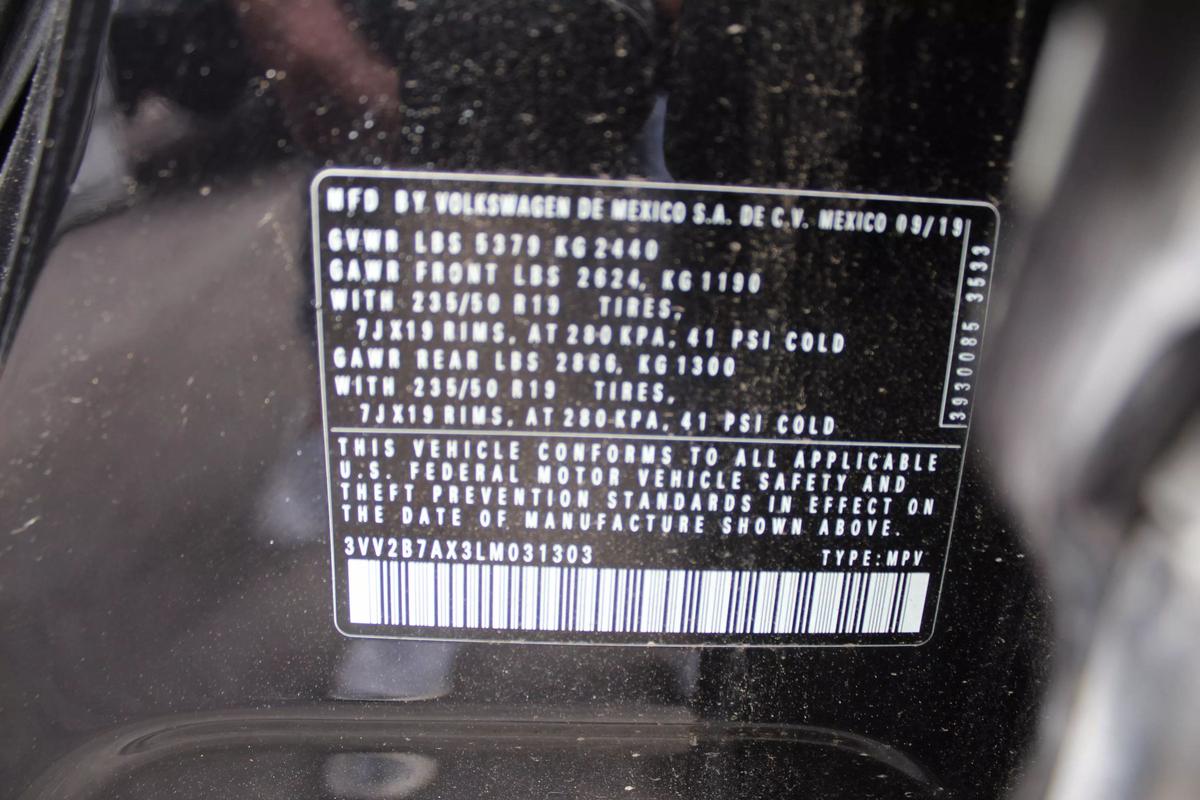 MFD BY VOLKSWAGEN DE MEXICO S.A. DE C.V. MEXICO 09/19
GVWR LBS 5379 KG 2440
GAWR FRONT LBS 2624, KG 1190
WITH 235/50 R19 TIRES,
7JX19 RIMS, AT 280 KPA, 41 PSI COLD
GAWR REAR LBS 2866, KG 1300
WITH 235/50 R19 TIRES,
7JX19 RIMS, AT 280 KPA, 41 PSI COLD
3930085 3533
THIS VEHICLE CONFORMS TO ALL APPLICABLE
U.S. FEDERAL MOTOR VEHICLE SAFETY AND
THEFT PREVENTION STANDARDS IN EFFECT ON
THE DATE OF MANUFACTURE SHOWN ABOVE.
3VV2B7AX3LM031303 TYPE:MPV